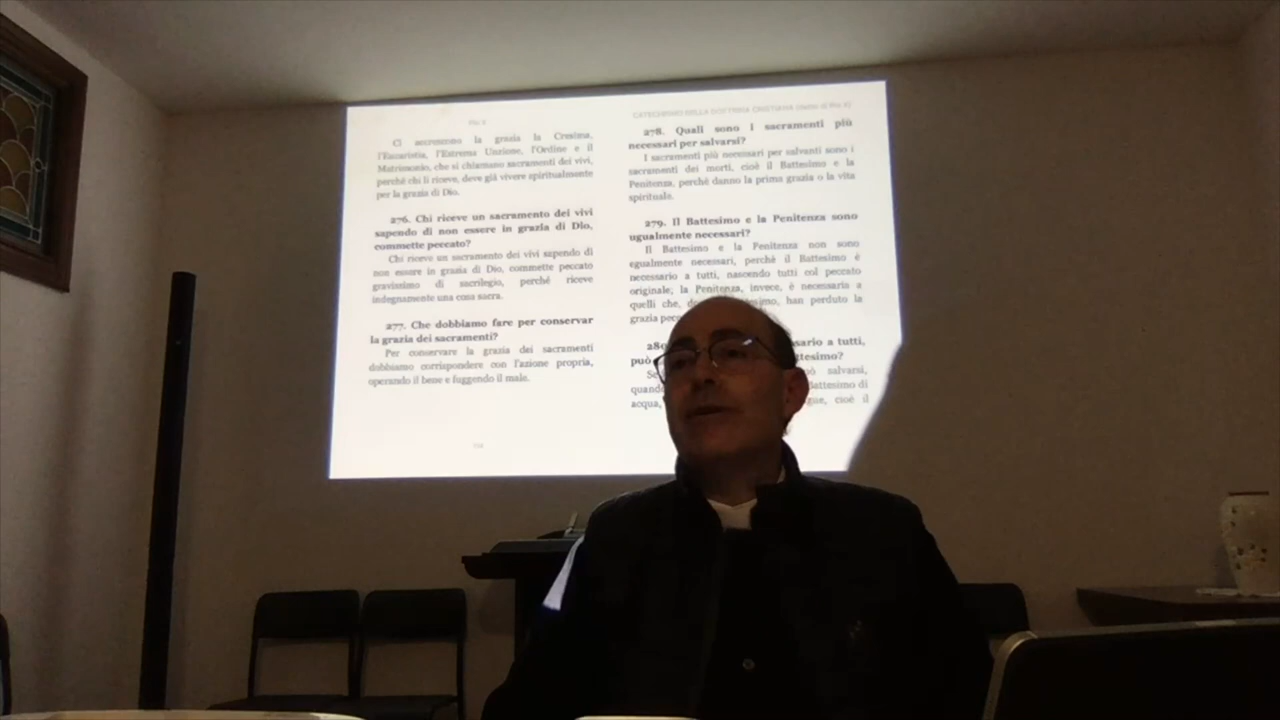 Pio X
Ci accrescono la grazia la Cresima,
l'Eucaristia, l'Estrema Unzione, l'Ordine e il
Matrimonio, che si chiamano sacramenti dei vivi,
perchè chi li riceve, deve già vivere spiritualmente
per la grazia di Dio.
276. Chi riceve un sacramento dei vivi
sapendo di non essere in grazia di Dio,
commette peccato?
Chi riceve un sacramento dei vivi sapendo di
non essere in grazia di Dio, commette peccato
gravissimo di sacrilegio, perchè riceve
indegnamente una cosa sacra.
277. Che dobbiamo fare per conservar
la grazia dei sacramenti?
Per conservare la grazia dei sacramenti
dobbiamo corrispondere con l'azione propria,
operando il bene e fuggendo il male.
CATECHISMO DELLA DOTTRINA CRISTIANA
278. Quali sono i sacramenti più
necessari per salvarsi?
I sacramenti più necessari per salvarsi sono i
sacramenti dei morti, cioè il Battesimo e la
Penitenza, perchè danno la prima grazia o la vita
spirituale.
279. Il Battesimo e la Penitenza sono
ugualmente necessari?
Il Battesimo e la Penitenza non sono
egualmente necessari, perchè il Battesimo è
necessario a tutti, nascendo tutti col peccato
originale; la Penitenza, invece, è necessaria a
quelli che, han perduto la
grazia
sario a tutti,
può
salvarsi,
Battesimo di
acqua, cioè il